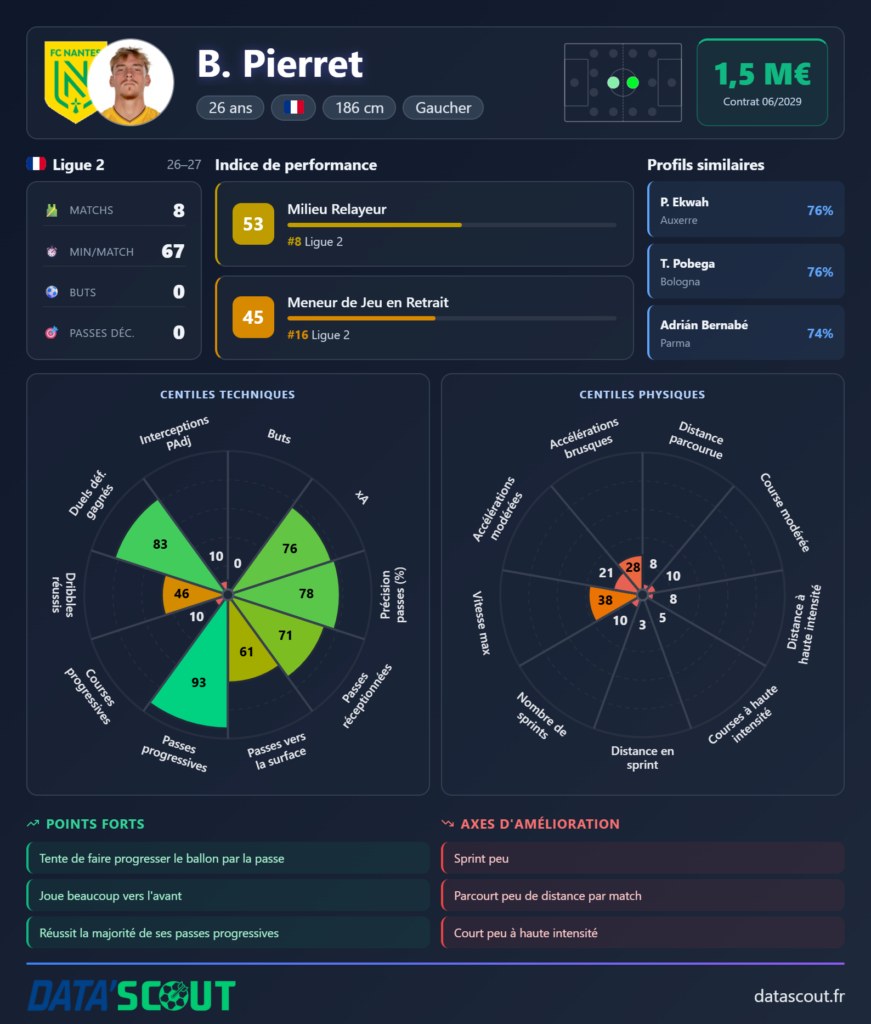 FC NANTES
B. Pierret
26 ans
186 cm
Gaucher
1,5 M€
Contrat 06/2029
Ligue 2
26–27
MATCHS
8
MIN/MATCH
67
BUTS
0
PASSES DÉC.
0
Indice de performance
53
Milieu Relayeur
#8 Ligue 2
45
Meneur de Jeu en Retrait
#16 Ligue 2
Profils similaires
P. Ekwah
Auxerre
76%
T. Pobega
Bologna
76%
Adrián Bernabé
Parma
74%
CENTILES TECHNIQUES
Buts
0
xA
76
Précision
passes (%)
78
Passes
réceptionnées
71
Passes vers
la surface
61
Passes
progressives
93
Courses
progressives
10
Dribbles
réussis
46
Duels déf.
gagnés
83
Interceptions
PAdj
10
CENTILES PHYSIQUES
Distance
parcourue
8
Course modérée
10
Distance à
haute intensité
8
Courses à haute
intensité
5
Distance en
sprint
3
Nombre de
sprints
10
Vitesse max
38
Accélérations
modérées
21
Accélérations
brusques
28
POINTS FORTS
Tente de faire progresser le ballon par la passe
Joue beaucoup vers l'avant
Réussit la majorité de ses passes progressives
AXES D'AMÉLIORATION
Sprint peu
Parcourt peu de distance par match
Court peu à haute intensité
DATA'SCOUT
datascout.fr